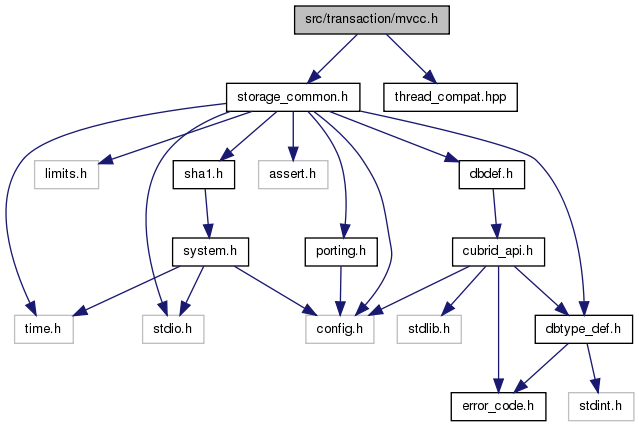 src/transaction/mvcc.h
storage_common.h
thread_compat.hpp
limits.h
sha1.h
assert.h
dbdef.h
system.h
porting.h
cubrid_api.h
time.h
stdio.h
config.h
stdlib.h
dbtype_def.h
error_code.h
stdint.h